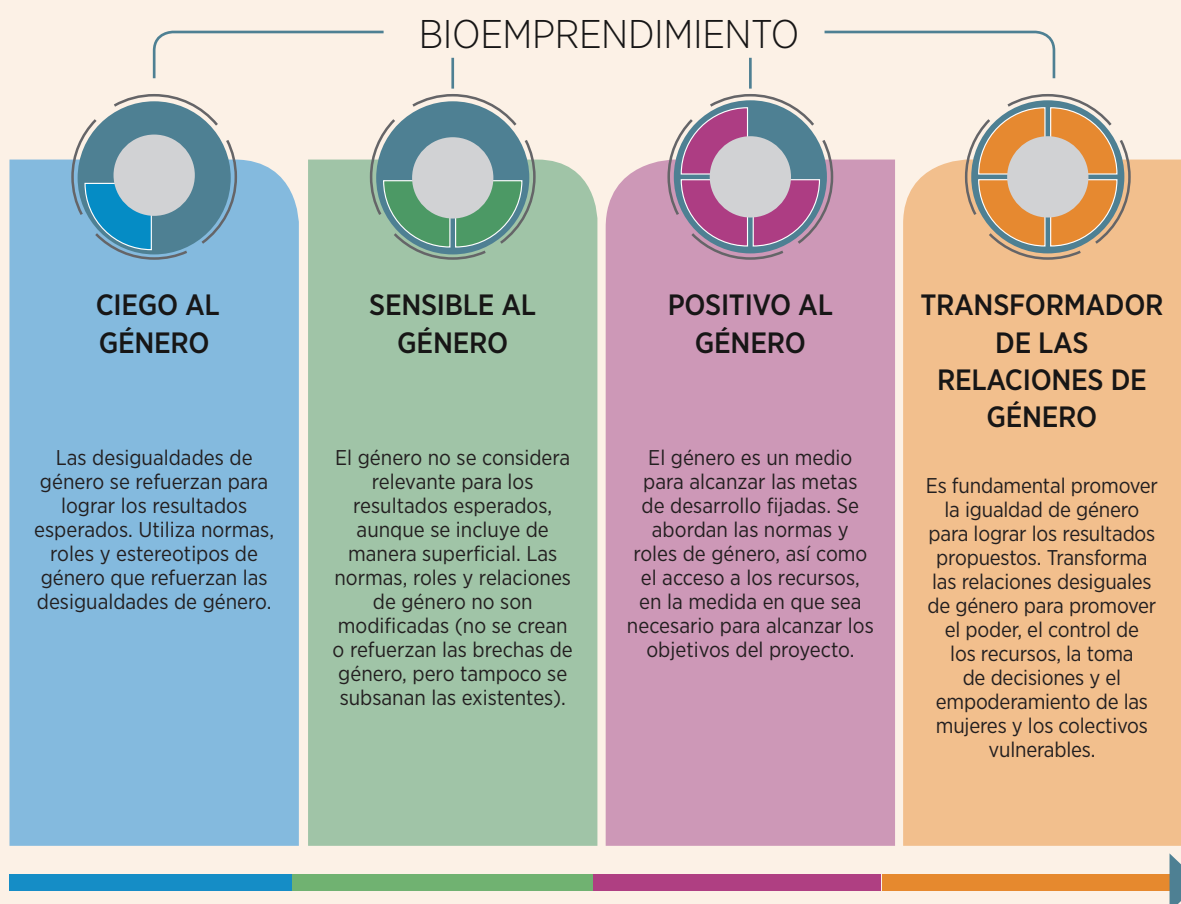 BIOEMPRENDIMIENTO
CIEGO AL
GÉNERO
Las desigualdades de
género se refuerzan para
lograr los resultados
esperados. Utiliza normas,
roles y estereotipos de
género que refuerzan las
desigualdades de género.
SENSIBLE AL
GÉNERO
El género no se considera
relevante para los
resultados esperados,
aunque se incluye de
manera superficial. Las
normas, roles y relaciones
de género no son
modificadas (no se crean
o refuerzan las brechas de
género, pero tampoco se
subsanan las existentes).
POSITIVO AL
GÉNERO
El género es un medio
para alcanzar las metas
de desarrollo fijadas. Se
abordan las normas y
roles de género, así como
el acceso a los recursos,
en la medida en que sea
necesario para alcanzar los
objetivos del proyecto.
TRANSFORMADOR
DE LAS
RELACIONES DE
GÉNERO
Es fundamental promover
la igualdad de género
para lograr los resultados
propuestos. Transforma
las relaciones desiguales
de género para promover
el poder, el control de
los recursos, la toma
de decisiones y el
empoderamiento de las
mujeres y los colectivos
vulnerables.